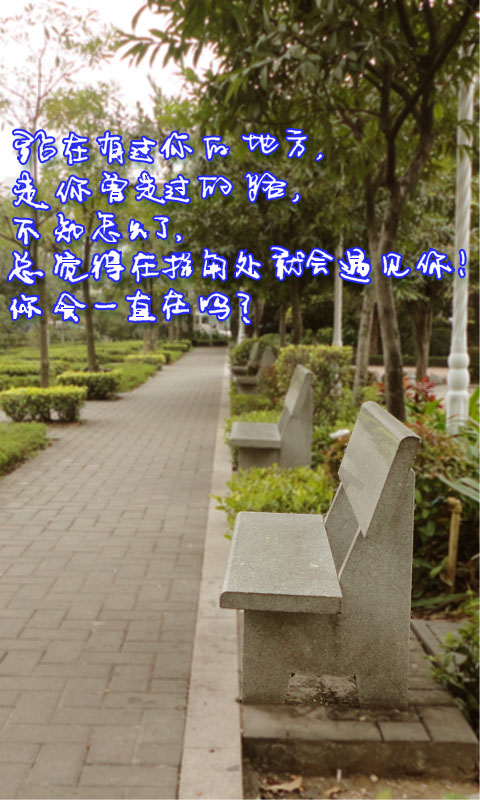 站在有过你的地方,
走你曾走过的路,
不知怎么了,
总觉得在拐角处就会遇见你!
你会一直在吗?